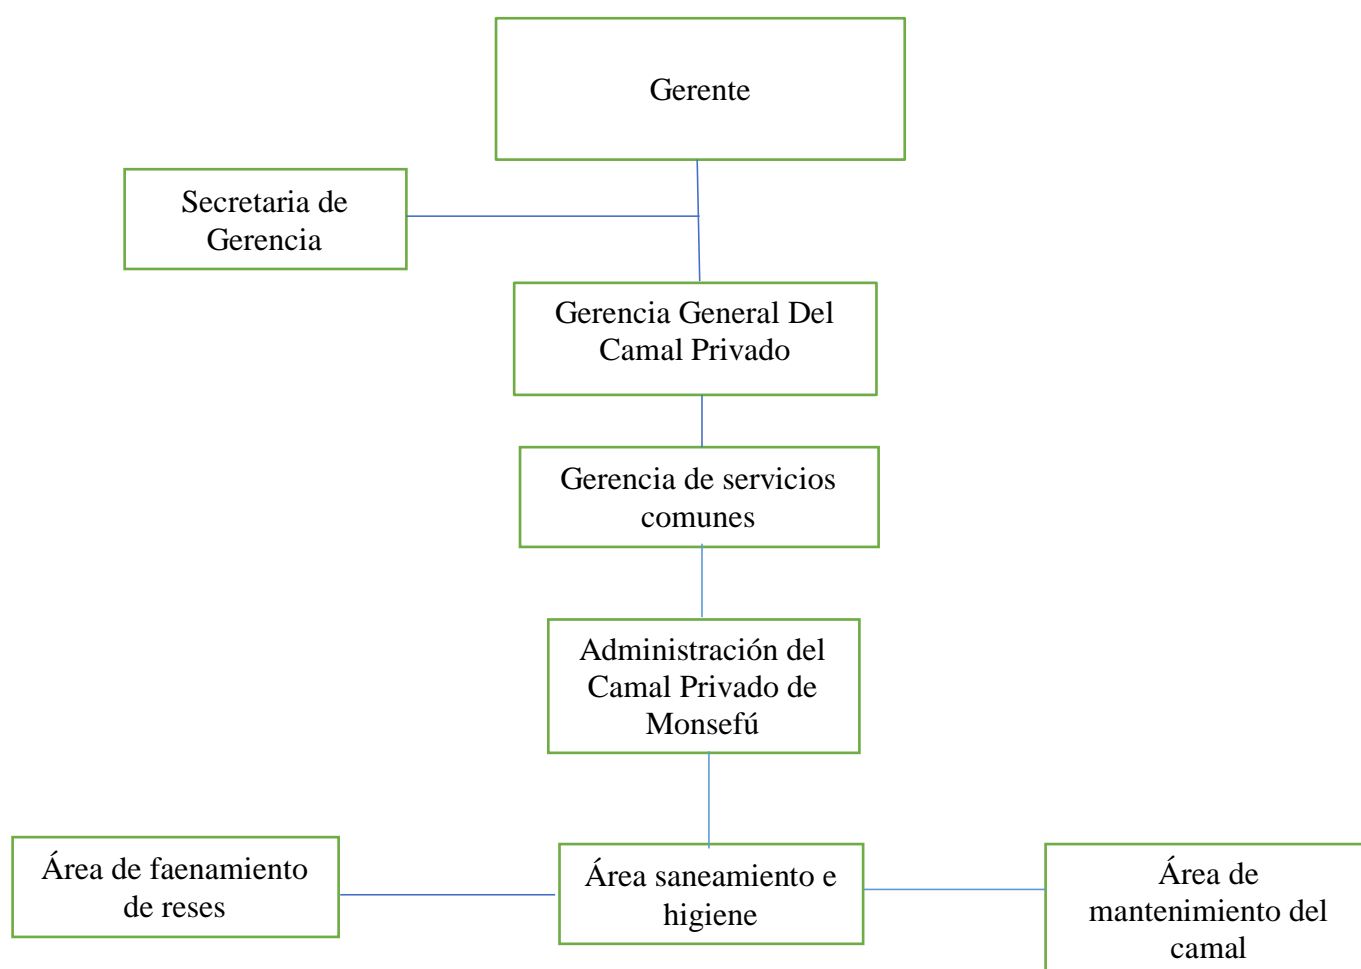 Gerente
Secretaria de
Gerencia
Gerencia General Del
Camal Privado
Gerencia de servicios
comunes
Administración del
Camal Privado de
Monsefú
Área de faenamiento
de reses
Área saneamiento e
higiene
Área de
mantenimiento del
camal